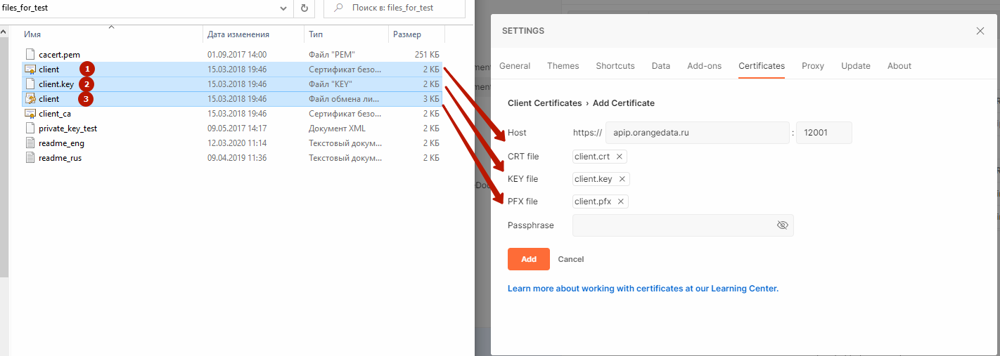 files_for_test
Поиск в: files_for_test
Имя Дата изменения Тип Размер
cacert.pem 01.09.2017 14:00 Файл "PEM" 251 КБ
client 1 15.03.2018 19:46 Сертификат безо... 2 КБ
client.key 2 15.03.2018 19:46 Файл "KEY" 2 КБ
client 3 15.03.2018 19:46 Файл обмена ли... 3 КБ
client_ca 15.03.2018 19:46 Сертификат безо... 2 КБ
private_key_test 09.05.2017 14:17 Документ XML 2 КБ
readme_eng 12.03.2020 11:14 Текстовый докум... 2 КБ
readme_rus 09.04.2019 11:36 Текстовый докум... 2 КБ
ment
ment
eDoc
SETTINGS
General Themes Shortcuts Data Add-ons Certificates Proxy Update About
Client Certificates › Add Certificate
Host https:// apip.orangedata.ru : 12001
CRT file client.crt
KEY file client.key
PFX file client.pfx
Passphrase
Add Cancel
Learn more about working with certificates at our Learning Center.